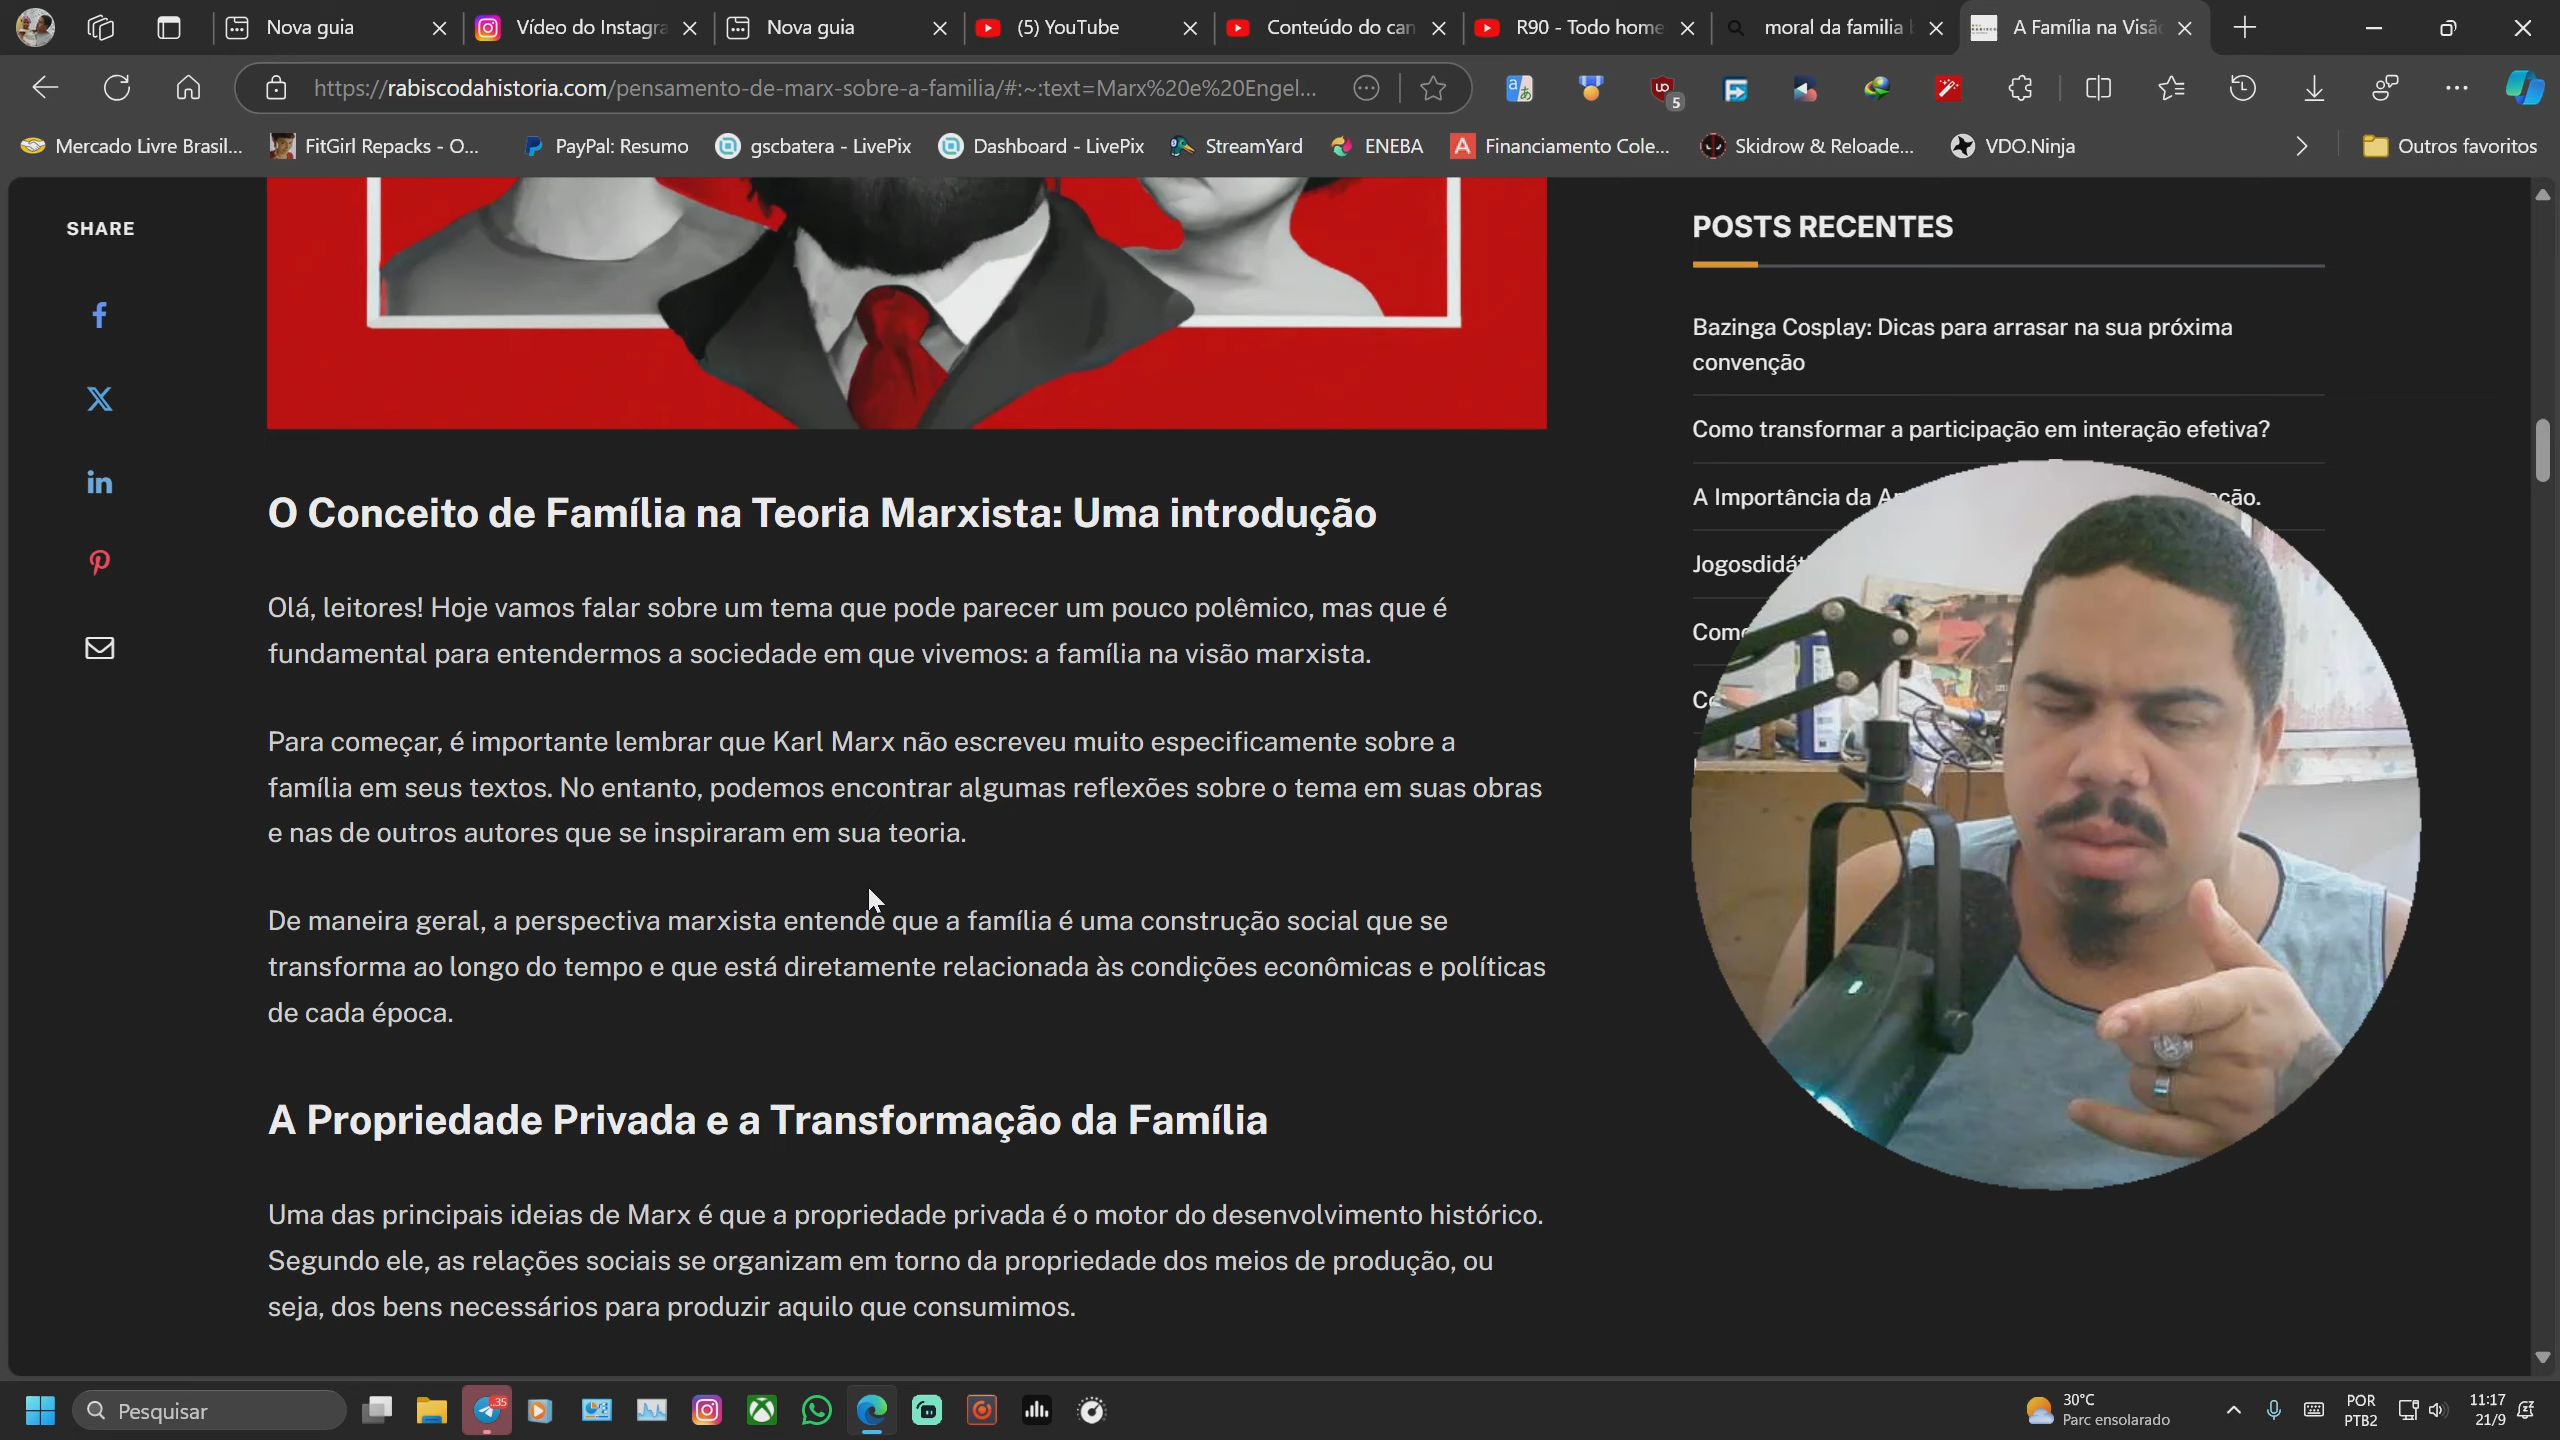 Nova guia
Vídeo do Instagra
Nova guia
(5) YouTube
Conteúdo do can
R90 - Todo home
moral da familia b
A Família na Visã
https://rabiscodahistoria.com/pensamento-de-marx-sobre-a-familia/#:~:text=Marx%20e%20Engel...
5
Mercado Livre Brasil...
FitGirl Repacks - O...
PayPal: Resumo
gscbatera - LivePix
Dashboard - LivePix
StreamYard
ENEBA
Financiamento Cole...
Skidrow & Reloade...
VDO.Ninja
Outros favoritos
SHARE
O Conceito de Família na Teoria Marxista: Uma introdução
Olá, leitores! Hoje vamos falar sobre um tema que pode parecer um pouco polêmico, mas que é
fundamental para entendermos a sociedade em que vivemos: a família na visão marxista.
Para começar, é importante lembrar que Karl Marx não escreveu muito especificamente sobre a
família em seus textos. No entanto, podemos encontrar algumas reflexões sobre o tema em suas obras
e nas de outros autores que se inspiraram em sua teoria.
De maneira geral, a perspectiva marxista entende que a família é uma construção social que se
transforma ao longo do tempo e que está diretamente relacionada às condições econômicas e políticas
de cada época.
A Propriedade Privada e a Transformação da Família
Uma das principais ideias de Marx é que a propriedade privada é o motor do desenvolvimento histórico.
Segundo ele, as relações sociais se organizam em torno da propriedade dos meios de produção, ou
seja, dos bens necessários para produzir aquilo que consumimos.
POSTS RECENTES
Bazinga Cosplay: Dicas para arrasar na sua próxima
convenção
Como transformar a participação em interação efetiva?
A Importância da
Pesquisar
35
30°C
Parc ensolarado
POR
PTB2
11:17
21/9